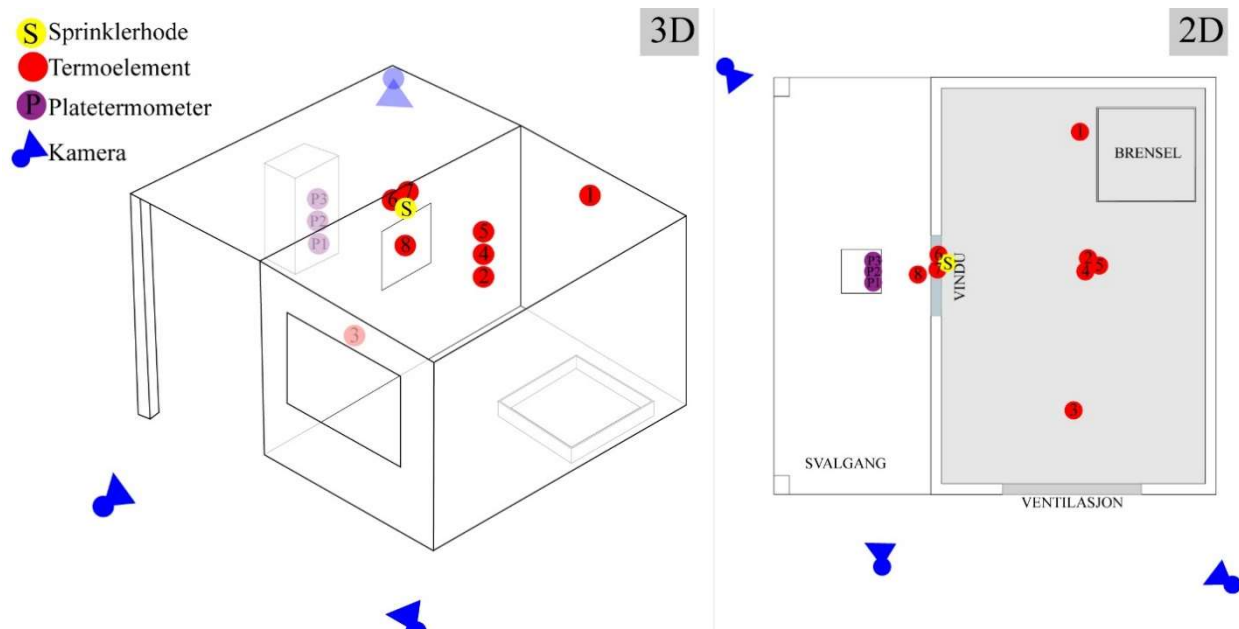 S Sprinklerhode
Termoelement
P Platetermometer
Kamera
3D
P3
P2
P1
7
6
S
8
5
4
2
1
3
2D
1
BRENSEL
P3
P2
P1
8
6
S
VINDU
2
4
5
3
SVALGANG
VENTILASJON